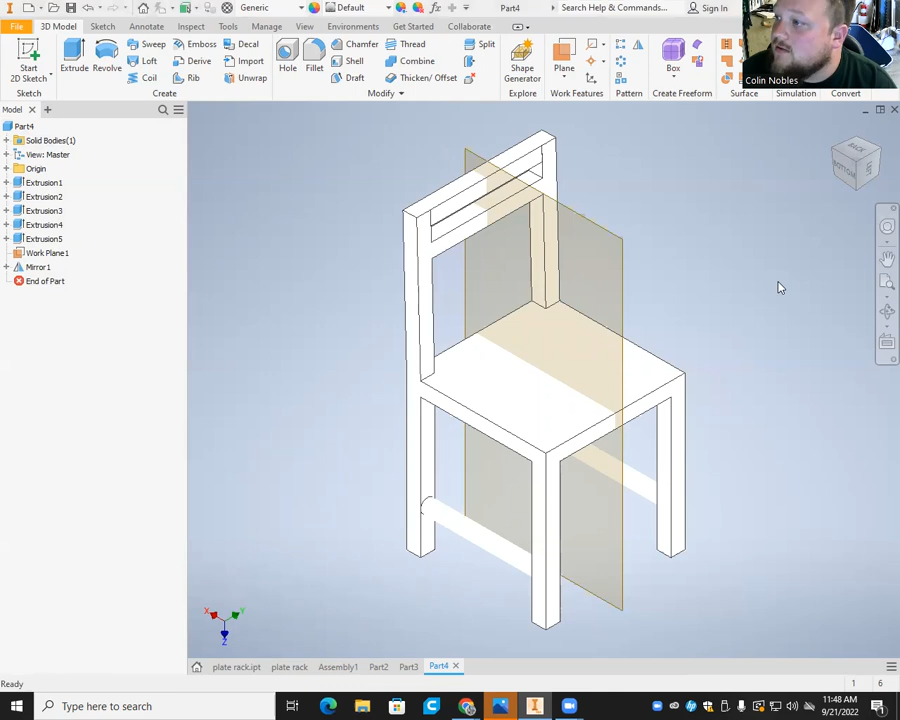 Generic
Default
Part4
Search Help & Commands...
Sign In
File
3D Model
Sketch
Annotate
Inspect
Tools
Manage
View
Environments
Get Started
Collaborate
Start
2D Sketch
Extrude
Revolve
Sweep
Loft
Coil
Emboss
Derive
Rib
Decal
Import
Unwrap
Hole
Fillet
Chamfer
Shell
Draft
Thread
Combine
Thicken/ Offset
Split
Shape
Generator
Plane
Box
Colin Nobles
Sketch
Create
Modify
Explore
Work Features
Pattern
Create Freeform
Surface
Simulation
Convert
Model
Part4
Solid Bodies(1)
View: Master
Origin
Extrusion1
Extrusion2
Extrusion3
Extrusion4
Extrusion5
Work Plane1
Mirror1
End of Part
BACK
BOTTOM
LEFT
X
Y
Z
plate rack.ipt
plate rack
Assembly1
Part2
Part3
Part4
Ready
1
6
Type here to search
11:48 AM
9/21/2022